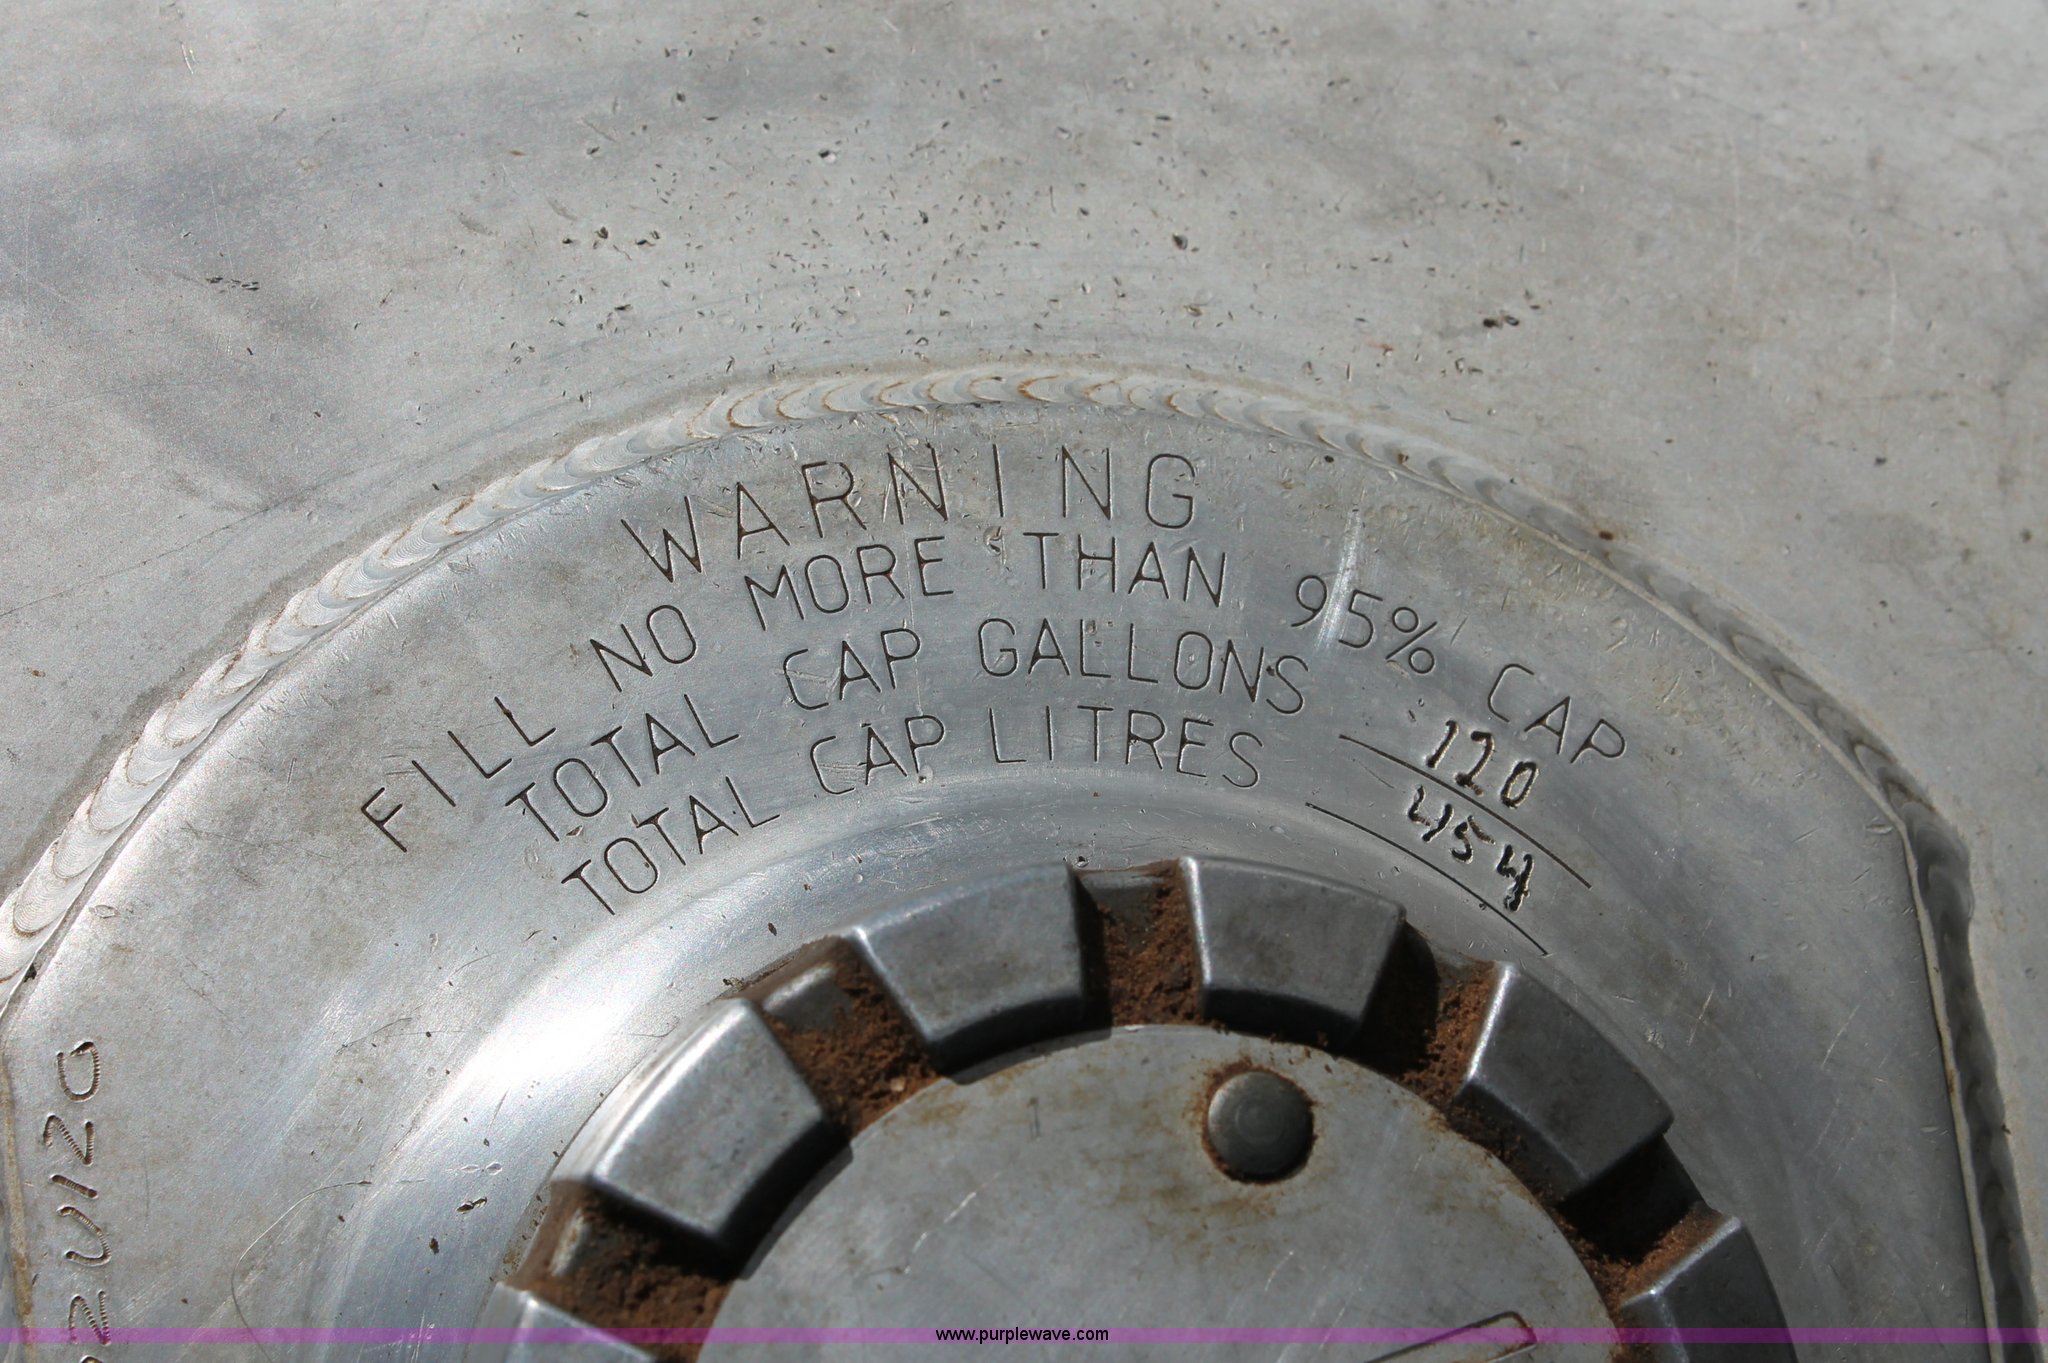 WARNING
FILL NO MORE THAN 95% CAP
TOTAL CAP GALLONS 120
TOTAL CAP LITRES 454
www.purplewave.com